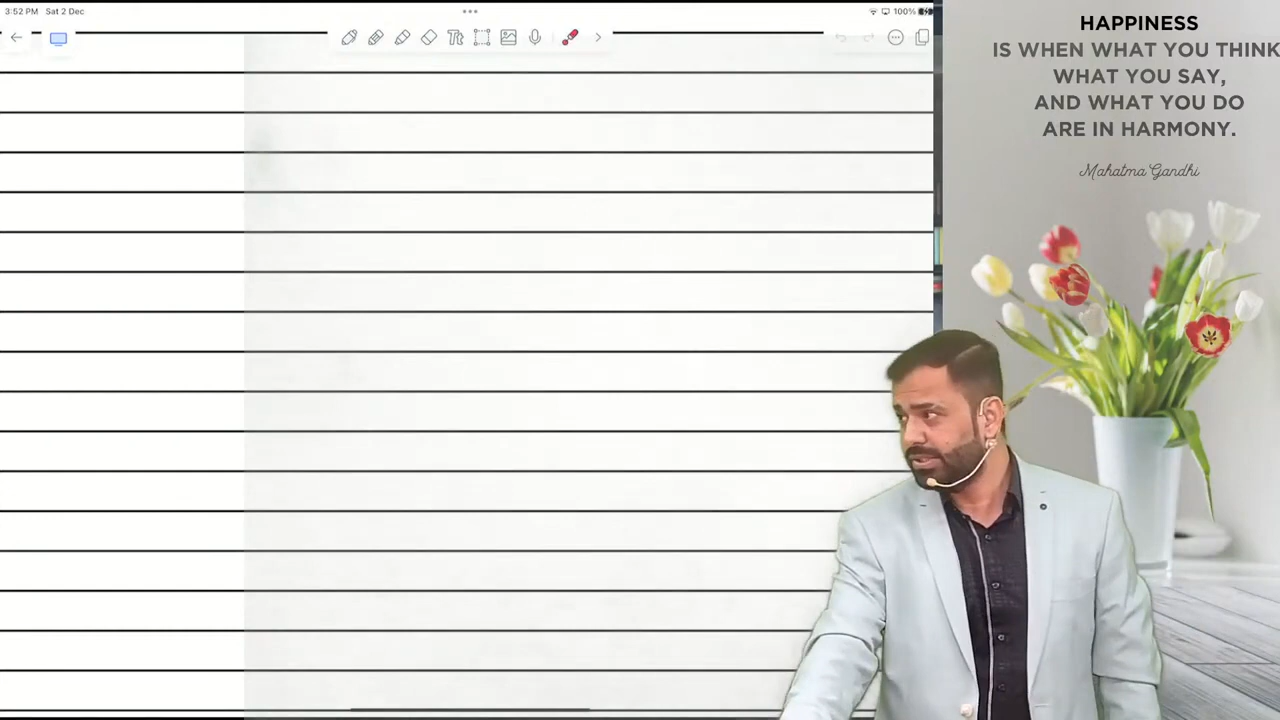 3:52 PM Sat 2 Dec
100%
Tt
HAPPINESS
IS WHEN WHAT YOU THINK
WHAT YOU SAY,
AND WHAT YOU DO
ARE IN HARMONY.
Mahatma Gandhi